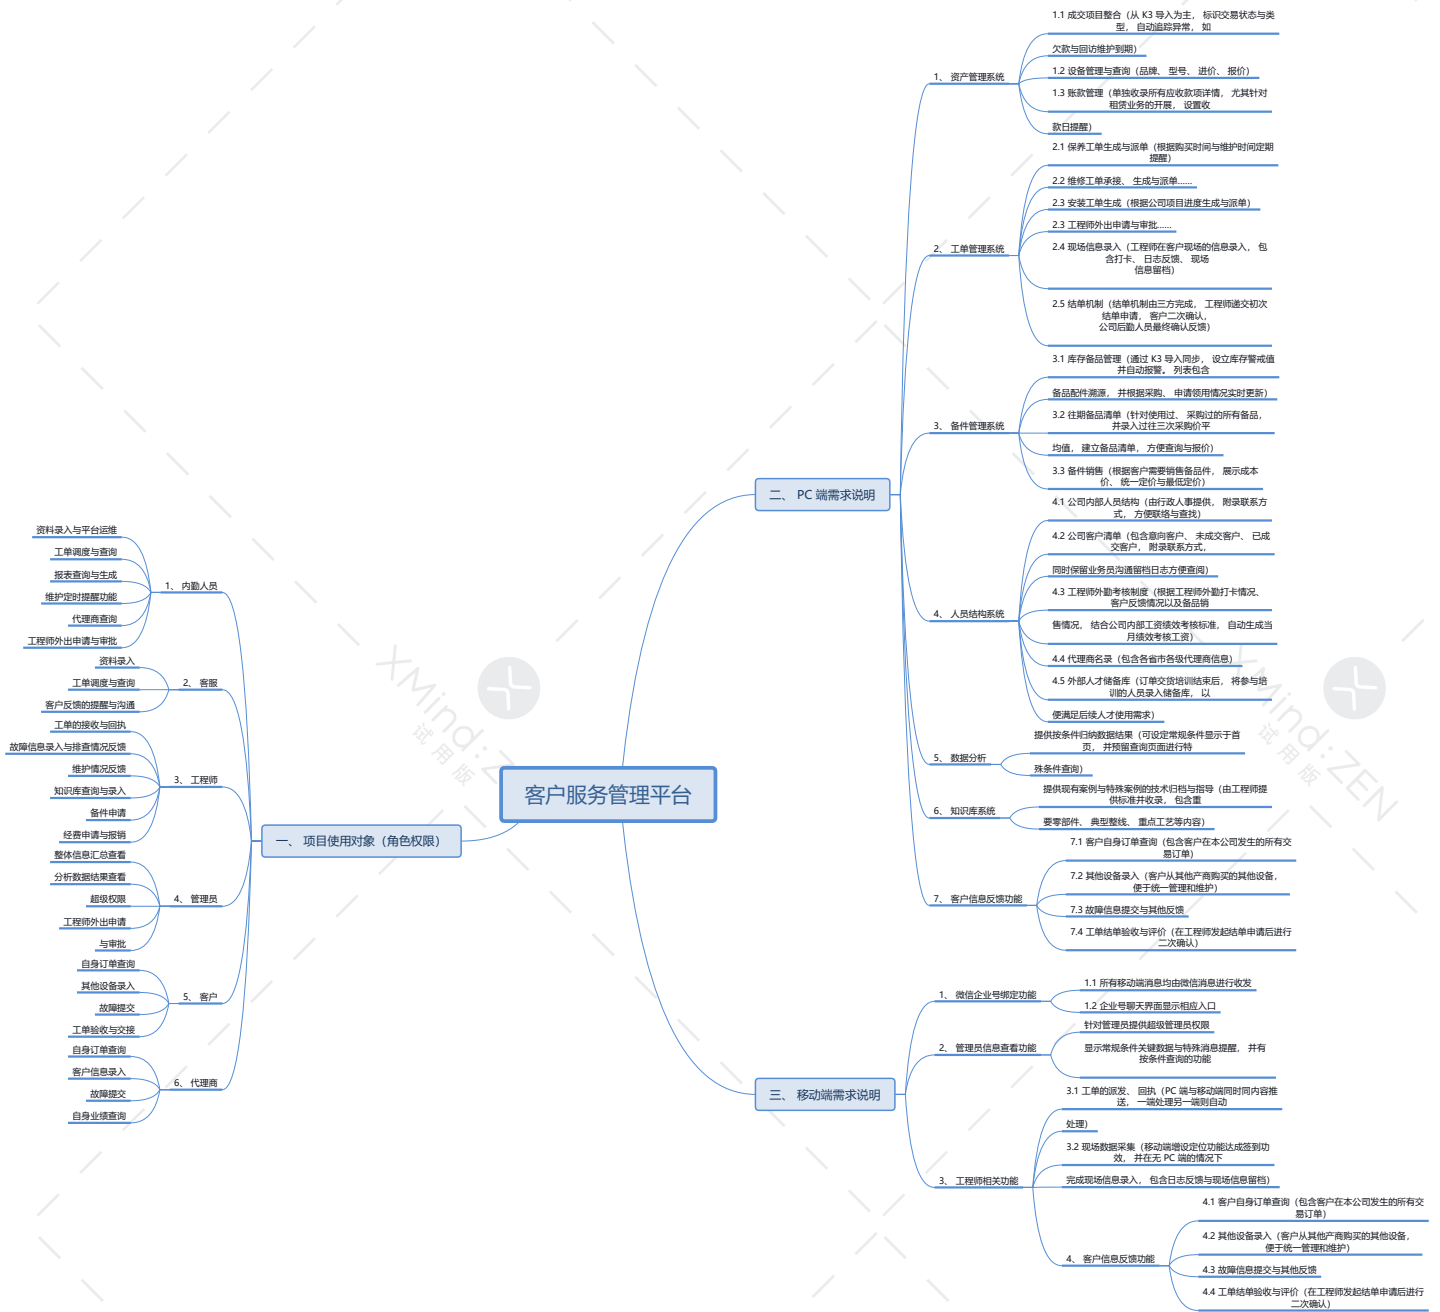 客户服务管理平台
一、 项目使用对象（角色权限）
1、 内勤人员
资料录入与平台运维
工单调度与查询
报表查询与生成
维护定时提醒功能
代理商查询
工程师外出申请与审批
2、 客服
资料录入
工单调度与查询
客户反馈的提醒与沟通
3、 工程师
工单的接收与回执
故障信息录入与排查情况反馈
维护情况反馈
知识库查询与录入
备件申请
经费申请与报销
4、 管理员
整体信息汇总查看
分析数据结果查看
超级权限
工程师外出申请
与审批
5、 客户
自身订单查询
其他设备录入
故障提交
工单验收与交接
6、 代理商
自身订单查询
客户信息录入
故障提交
自身业绩查询
二、 PC 端需求说明
1、 资产管理系统
1.1 成交项目整合（从 K3 导入为主， 标识交易状态与类
型， 自动追踪异常， 如
欠款与回访维护到期）
1.2 设备管理与查询（品牌、 型号、 进价、 报价）
1.3 账款管理（单独收录所有应收款项详情， 尤其针对
租赁业务的开展， 设置收
款日提醒）
2、 工单管理系统
2.1 保养工单生成与派单（根据购买时间与维护时间定期
提醒）
2.2 维修工单承接、 生成与派单……
2.3 安装工单生成（根据公司项目进度生成与派单）
2.3 工程师外出申请与审批……
2.4 现场信息录入（工程师在客户现场的信息录入， 包
含打卡、 日志反馈、 现场
信息留档）
2.5 结单机制（结单机制由三方完成， 工程师递交初次
结单申请， 客户二次确认，
公司后勤人员最终确认反馈）
3、 备件管理系统
3.1 库存备品管理（通过 K3 导入同步， 设立库存警戒值
并自动报警。 列表包含
备品配件溯源， 并根据采购、 申请领用情况实时更新）
3.2 往期备品清单（针对使用过、 采购过的所有备品，
并录入过往三次采购价平
均值， 建立备品清单， 方便查询与报价）
3.3 备件销售（根据客户需要销售备品件， 展示成本
价、 统一定价与最低定价）
4、 人员结构系统
4.1 公司内部人员结构（由行政人事提供， 附录联系方
式， 方便联络与查找）
4.2 公司客户清单（包含意向客户、 未成交客户、 已成
交客户， 附录联系方式，
同时保留业务员沟通留档日志方便查阅）
4.3 工程师外勤考核制度（根据工程师外勤打卡情况、
客户反馈情况以及备品销
售情况， 结合公司内部工资绩效考核标准， 自动生成当
月绩效考核工资）
4.4 代理商名录（包含各省市各级代理商信息）
4.5 外部人才储备库（订单交货培训结束后， 将参与培
训的人员录入储备库， 以
便满足后续人才使用需求）
5、 数据分析
提供按条件归纳数据结果（可设定常规条件显示于首
页， 并预留查询页面进行特
殊条件查询）
6、 知识库系统
提供现有案例与特殊案例的技术归档与指导（由工程师提
供标准并收录， 包含重
要零部件、 典型整线、 重点工艺等内容）
7、 客户信息反馈功能
7.1 客户自身订单查询（包含客户在本公司发生的所有交
易订单）
7.2 其他设备录入（客户从其他产商购买的其他设备，
便于统一管理和维护）
7.3 故障信息提交与其他反馈
7.4 工单结单验收与评价（在工程师发起结单申请后进行
二次确认）
三、 移动端需求说明
1、 微信企业号绑定功能
1.1 所有移动端消息均由微信消息进行收发
1.2 企业号聊天界面显示相应入口
2、 管理员信息查看功能
针对管理员提供超级管理员权限
显示常规条件关键数据与特殊消息提醒， 并有
按条件查询的功能
3、 工程师相关功能
3.1 工单的派发、 回执（PC 端与移动端同时同内容推
送， 一端处理另一端则自动
处理）
3.2 现场数据采集（移动端增设定位功能达成签到功
效， 并在无 PC 端的情况下
完成现场信息录入， 包含日志反馈与现场信息留档）
4、 客户信息反馈功能
4.1 客户自身订单查询（包含客户在本公司发生的所有交
易订单）
4.2 其他设备录入（客户从其他产商购买的其他设备，
便于统一管理和维护）
4.3 故障信息提交与其他反馈
4.4 工单结单验收与评价（在工程师发起结单申请后进行
二次确认）
XMind:ZEN
试用版
XMind:ZEN
试用版